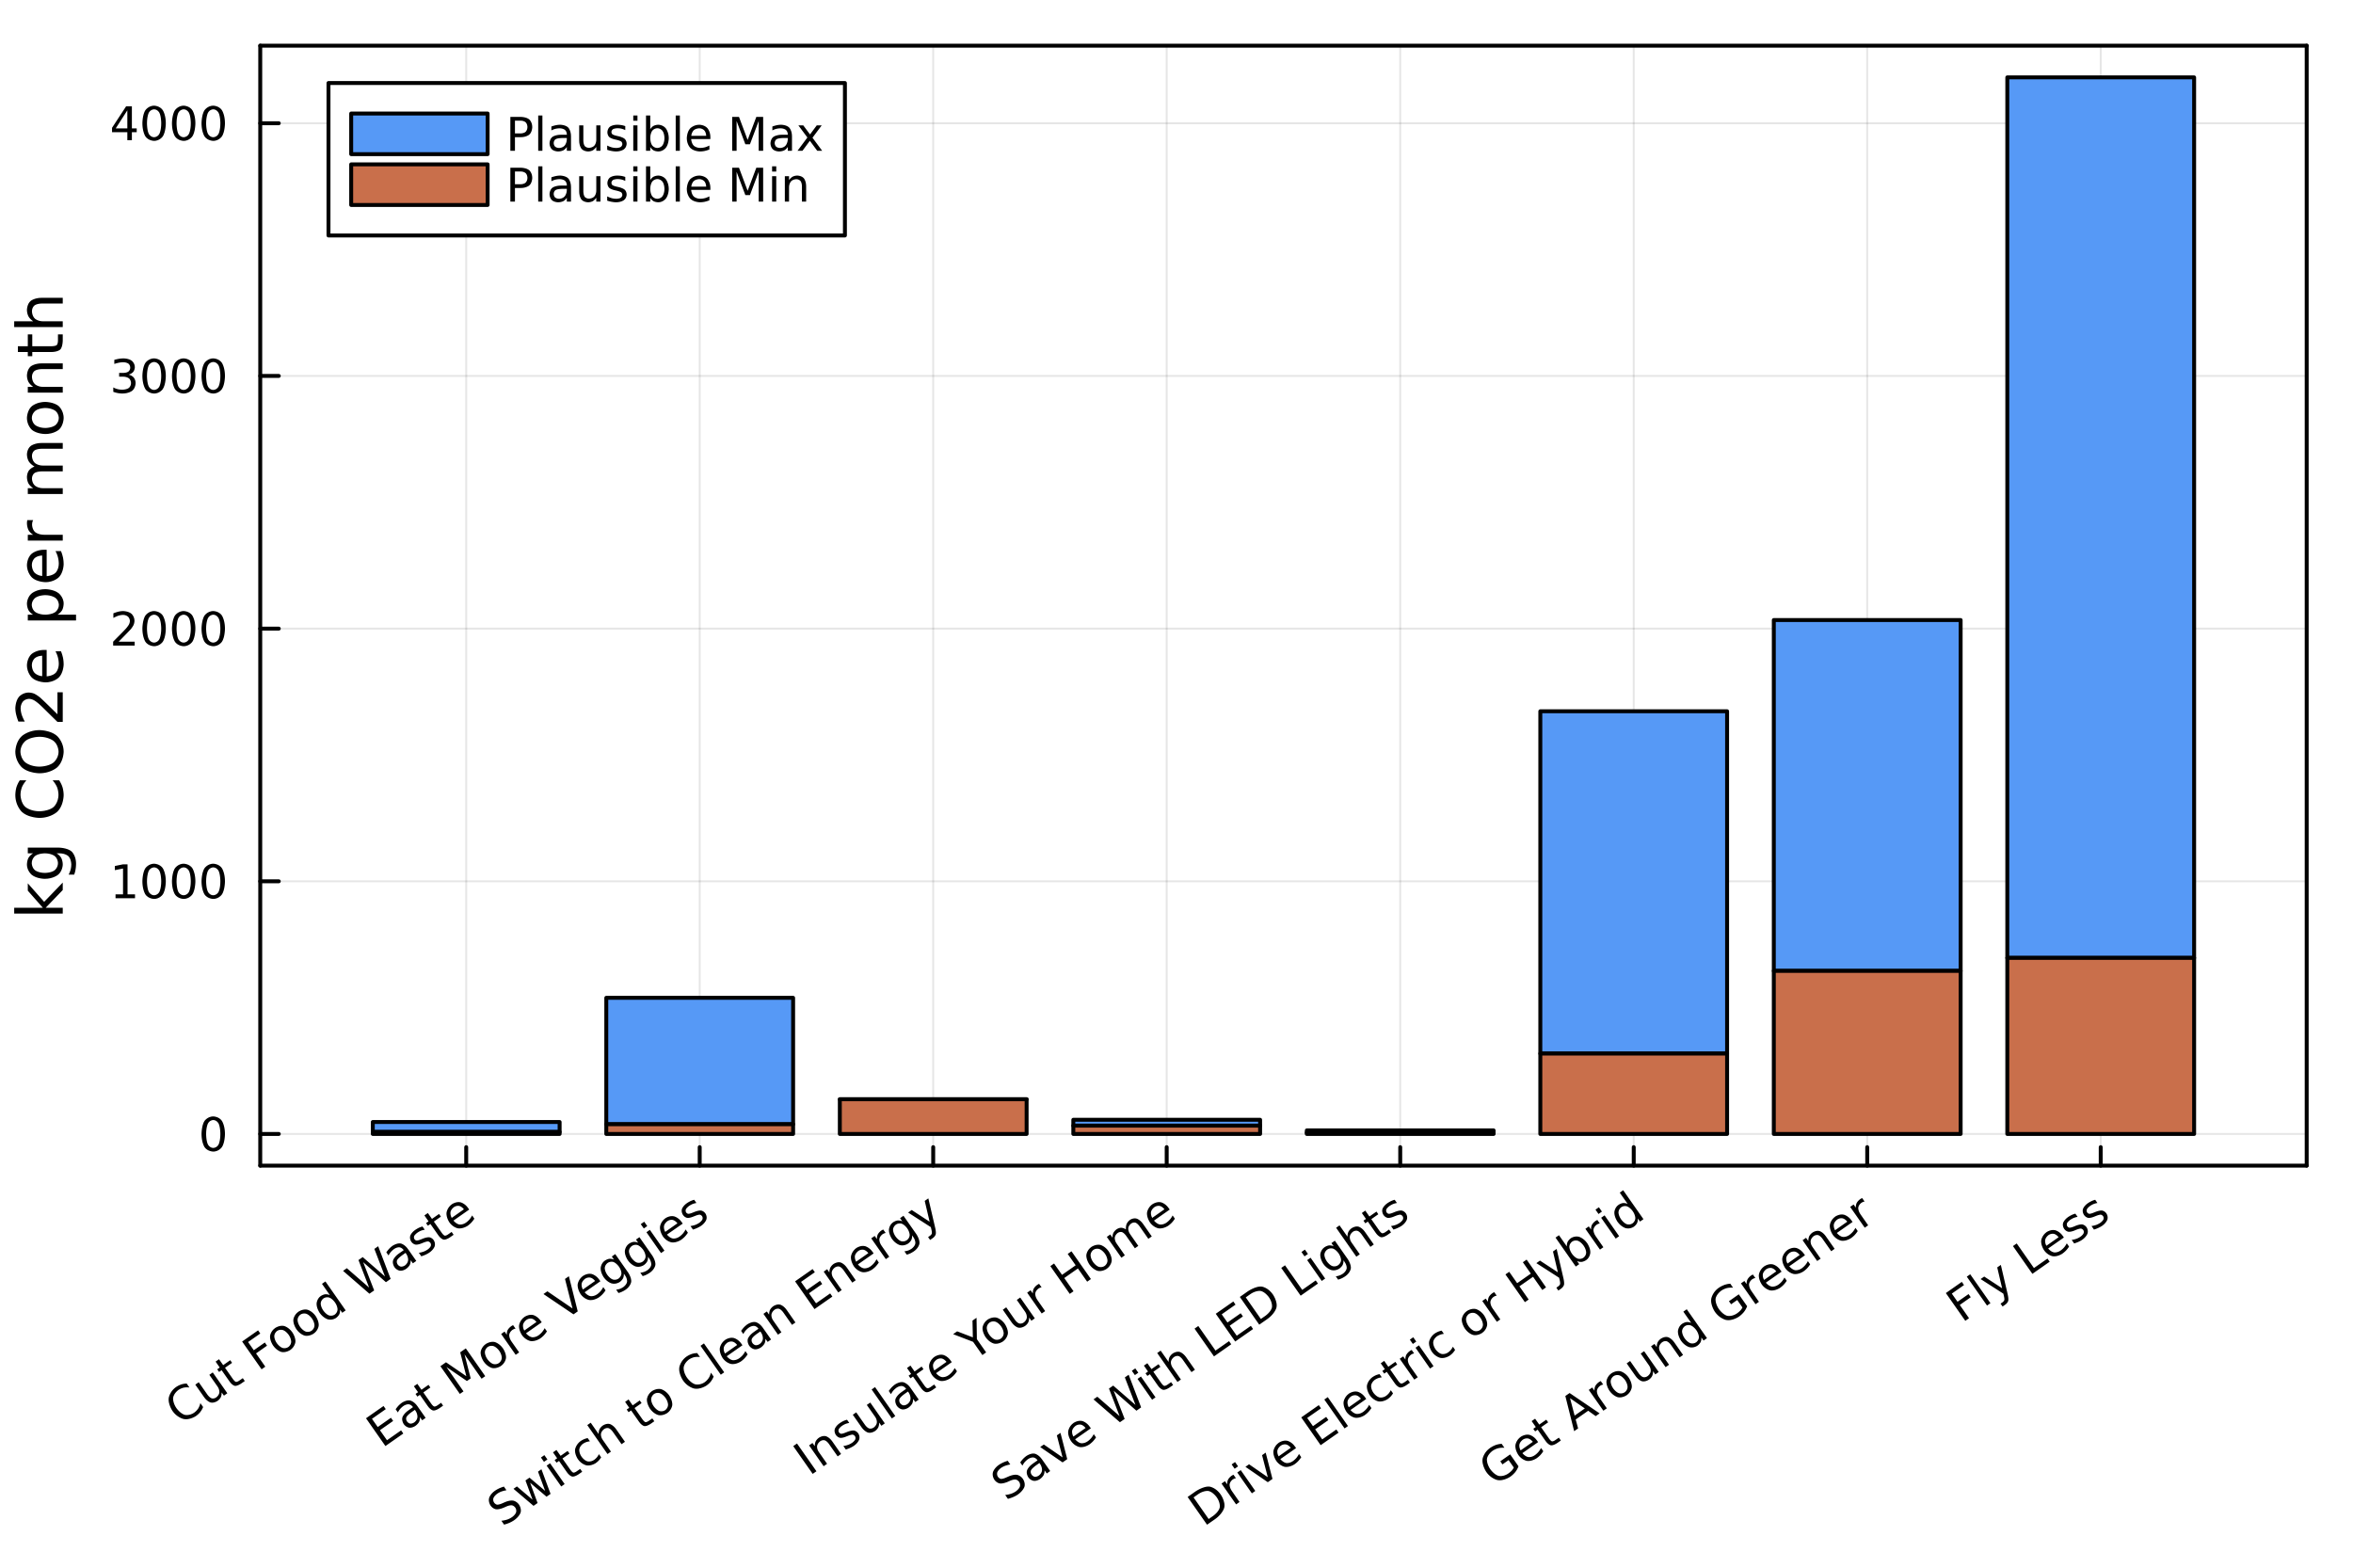 Plausible Max
Plausible Min
kg CO2e per month
4000
3000
2000
1000
0
Cut Food Waste
Eat More Veggies
Switch to Clean Energy
Insulate Your Home
Save With LED Lights
Drive Electric or Hybrid
Get Around Greener
Fly Less